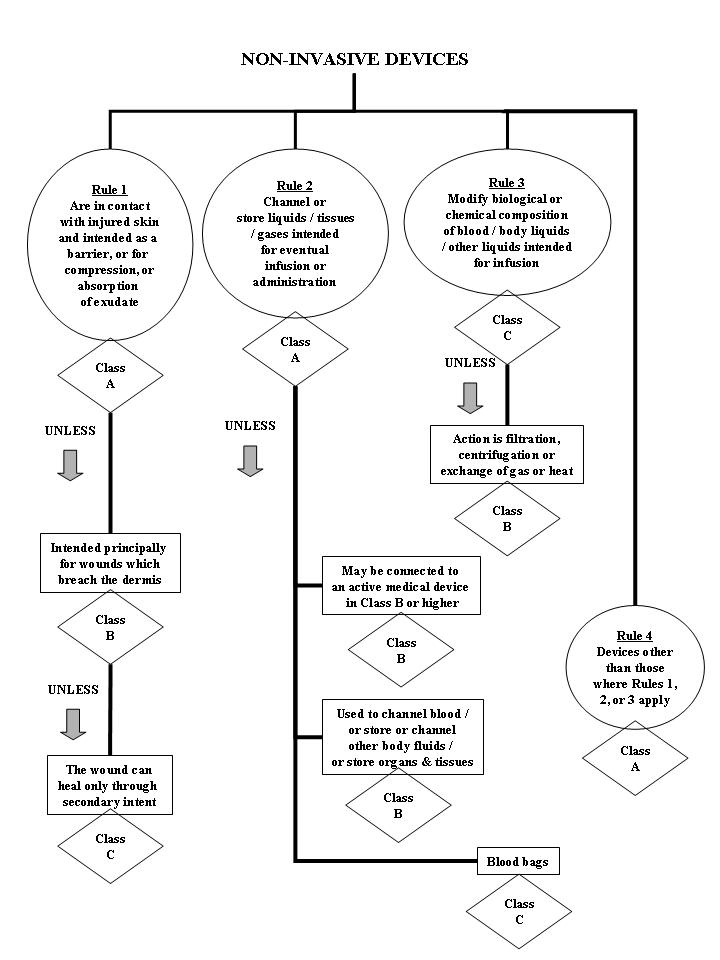 NON-INVASIVE DEVICES
Rule 1
Are in contact
with injured skin
and intended as a
barrier, or for
compression, or
absorption
of exudate
Class
A
UNLESS
Intended principally
for wounds which
breach the dermis
Class
B
UNLESS
The wound can
heal only through
secondary intent
Class
C
Rule 2
Channel or
store liquids / tissues
/ gases intended
for eventual
infusion or
administration
Class
A
UNLESS
May be connected to
an active medical device
in Class B or higher
Class
B
Used to channel blood /
or store or channel
other body fluids /
or store organs & tissues
Class
B
Blood bags
Class
C
Rule 3
Modify biological or
chemical composition
of blood / body liquids
/ other liquids intended
for infusion
Class
C
UNLESS
Action is filtration,
centrifugation or
exchange of gas or heat
Class
B
Rule 4
Devices other
than those
where Rules 1,
2, or 3 apply
Class
A